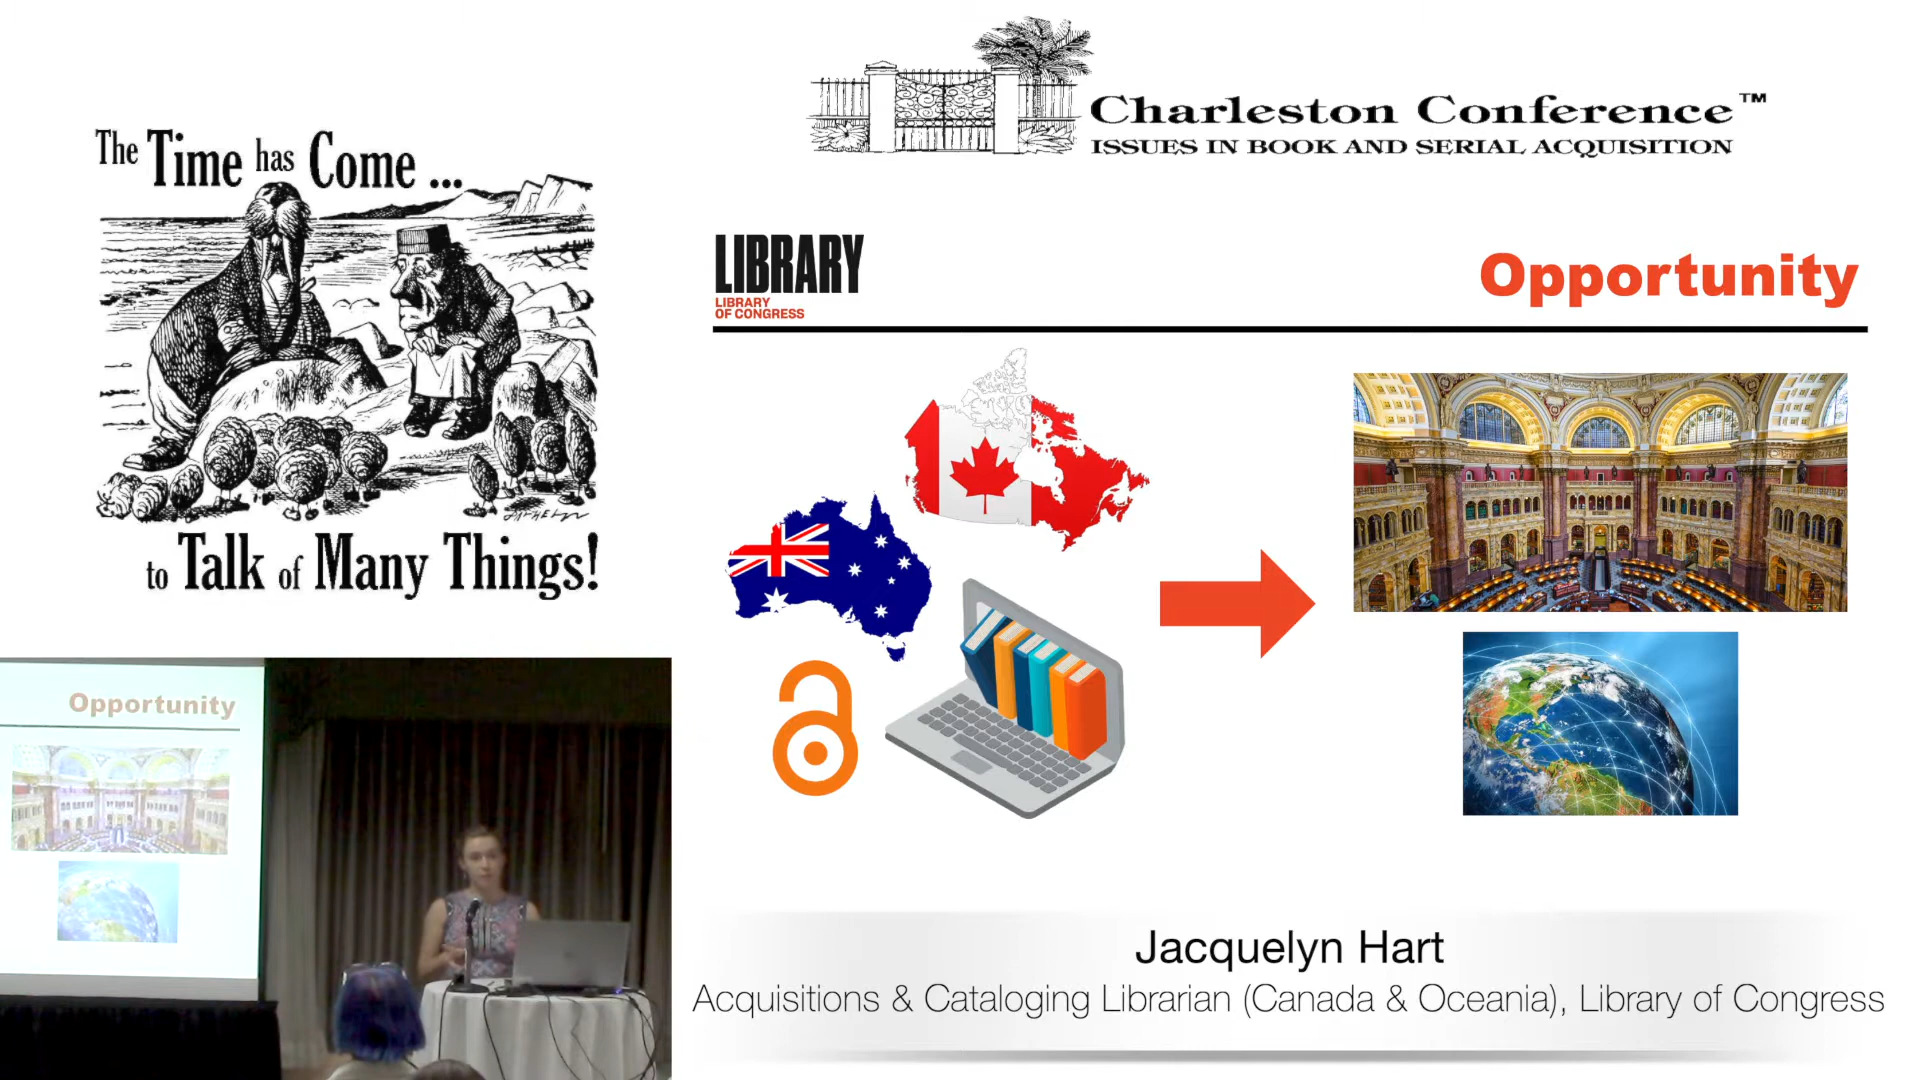 The Time has Come ...
to Talk of Many Things!
Charleston Conference™
ISSUES IN BOOK AND SERIAL ACQUISITION
LIBRARY
LIBRARY
OF CONGRESS
Opportunity
Opportunity
Jacquelyn Hart
Acquisitions & Cataloging Librarian (Canada & Oceania), Library of Congress